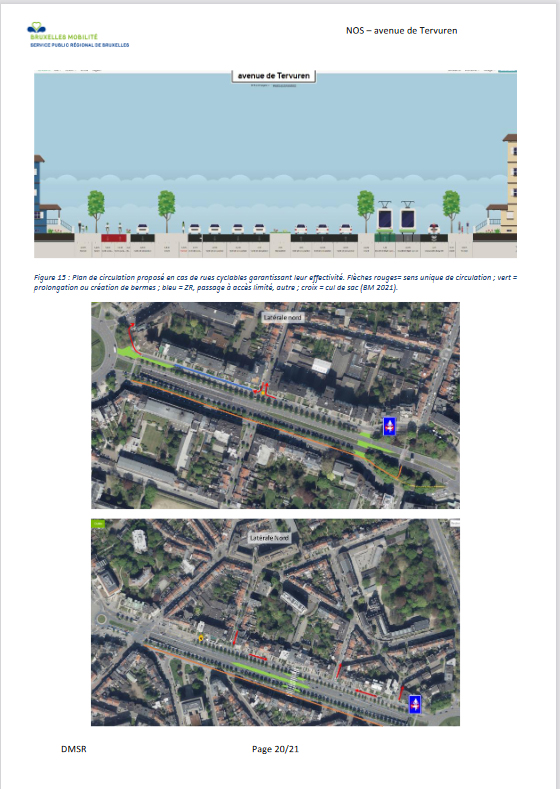 BRUXELLES MOBILITÉ
SERVICE PUBLIC RÉGIONAL DE BRUXELLES
NOS – avenue de Tervuren
avenue de Tervuren
Figure 15 : Plan de circulation proposé en cas de rues cyclables garantissant leur effectivité. Flèches rouges= sens unique de circulation ; vert =
prolongation ou création de bermes ; bleu = ZR, passage à accès limité, autre ; croix = cul de sac (BM 2021).
Latérale nord
Latérale Nord
DMSR
Page 20/21